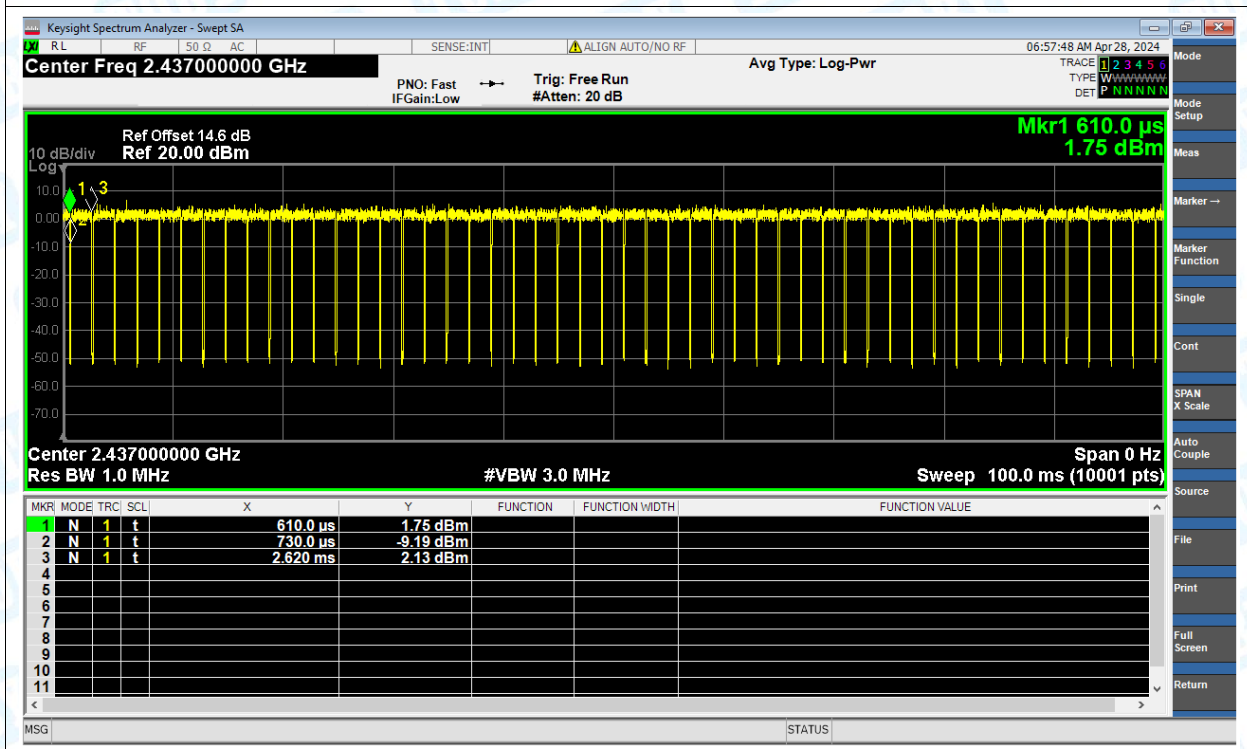 Keysight Spectrum Analyzer - Swept SA
LXI RL RF 50 Ω AC SENSE:INT ALIGN AUTO/NO RF 06:57:48 AM Apr 28, 2024
Center Freq 2.437000000 GHz
PNO: Fast
IFGain:Low
Trig: Free Run
#Atten: 20 dB
Avg Type: Log-Pwr
TRACE 1 2 3 4 5 6
TYPE WWWWWW
DET P N N N N N
Mkr1 610.0 µs
1.75 dBm
Ref Offset 14.6 dB
10 dB/div Ref 20.00 dBm
Log
10.0
0.00
-10.0
-20.0
-30.0
-40.0
-50.0
-60.0
-70.0
1 3
2
Center 2.437000000 GHz Span 0 Hz
Res BW 1.0 MHz #VBW 3.0 MHz Sweep 100.0 ms (10001 pts)
MKR MODE TRC SCL X Y FUNCTION FUNCTION WIDTH FUNCTION VALUE
1 N 1 t 610.0 µs 1.75 dBm
2 N 1 t 730.0 µs -9.19 dBm
3 N 1 t 2.620 ms 2.13 dBm
4
5
6
7
8
9
10
11
MSG STATUS
Mode
Mode
Setup
Meas
Marker→
Marker
Function
Single
Cont
SPAN
X Scale
Auto
Couple
Source
File
Print
Full
Screen
Return